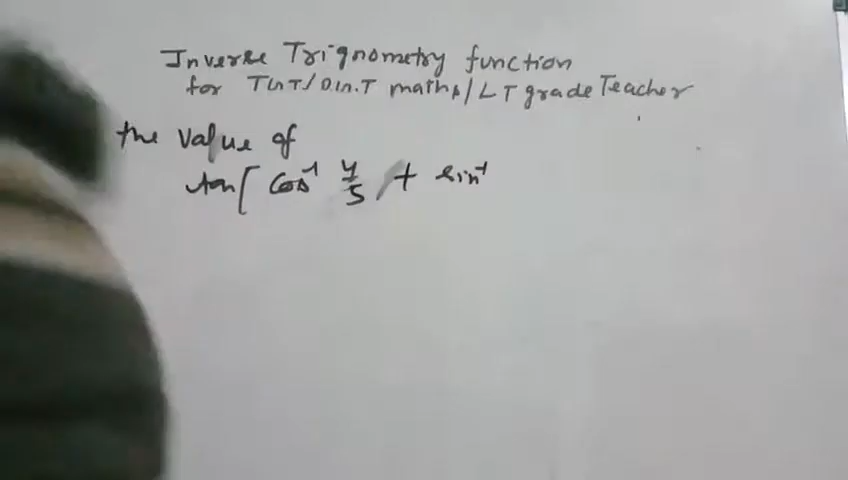 Inverse Trignometry function
for TGT/P.G.T maths/LT grade Teacher
the value of
tan[ cos⁻¹ 4/5 + sin⁻¹